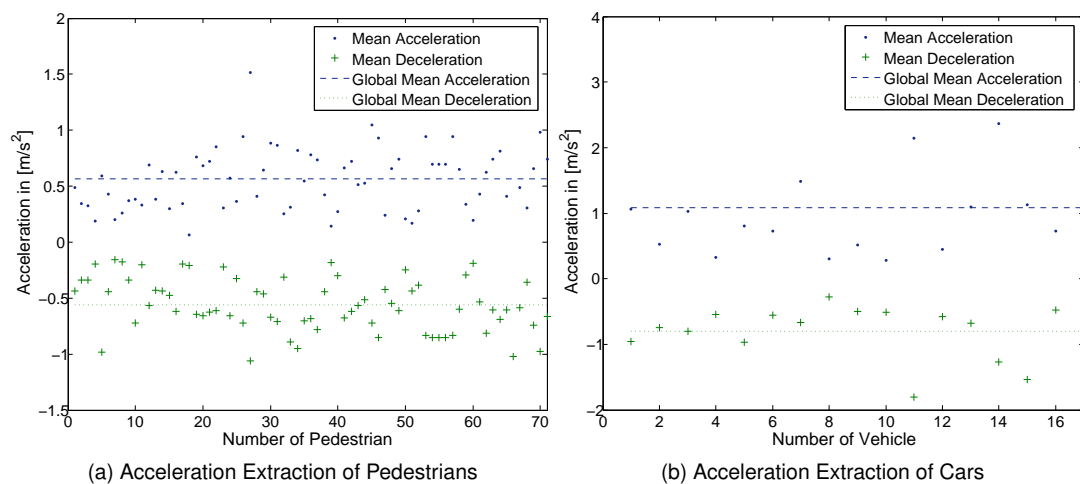 2
1.5
1
0.5
0
−0.5
−1
−1.5
0 10 20 30 40 50 60 70
Accleration in [m/s²]
Number of Pedestrian
Mean Acceleration
Mean Deceleration
Global Mean Acceleration
Global Mean Deceleration
(a) Acceleration Extraction of Pedestrians
4
3
2
1
0
−1
−2
0 2 4 6 8 10 12 14 16
Accleration in [m/s²]
Number of Vehicle
Mean Acceleration
Mean Deceleration
Global Mean Acceleration
Global Mean Deceleration
(b) Acceleration Extraction of Cars